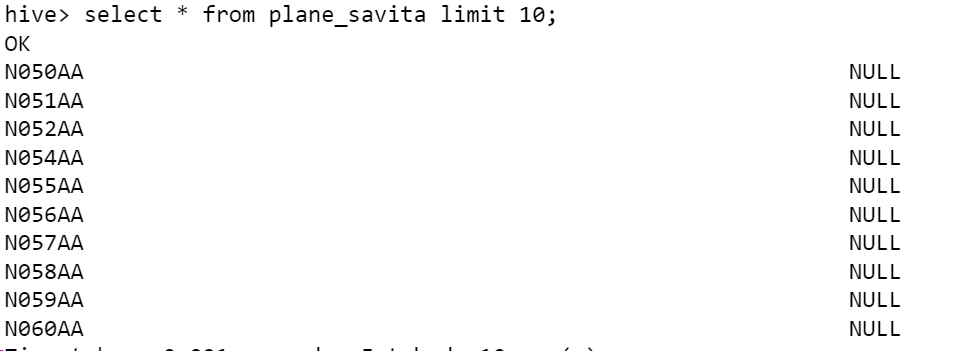 hive> select * from plane_savita limit 10;
OK
N050AA NULL
N051AA NULL
N052AA NULL
N054AA NULL
N055AA NULL
N056AA NULL
N057AA NULL
N058AA NULL
N059AA NULL
N060AA NULL